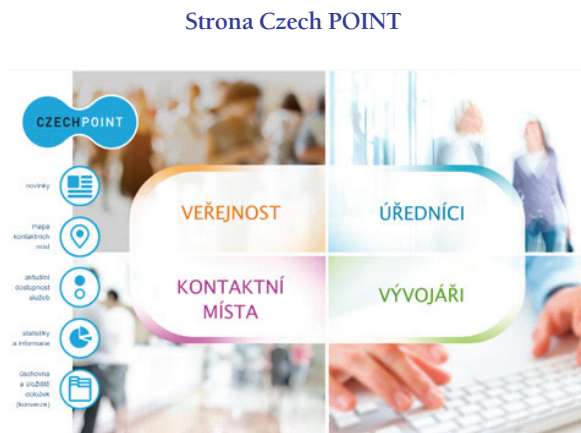 Strona Czech POINT
CZECHPOINT
novinky
mapa
kontaktních
míst
aktuální
dostupnost
služeb
statistiky
a informace
úschovna
a úložiště
doložek
(konverze)
VEŘEJNOST
ÚŘEDNÍCI
KONTAKTNÍ
MÍSTA
VÝVOJÁŘI